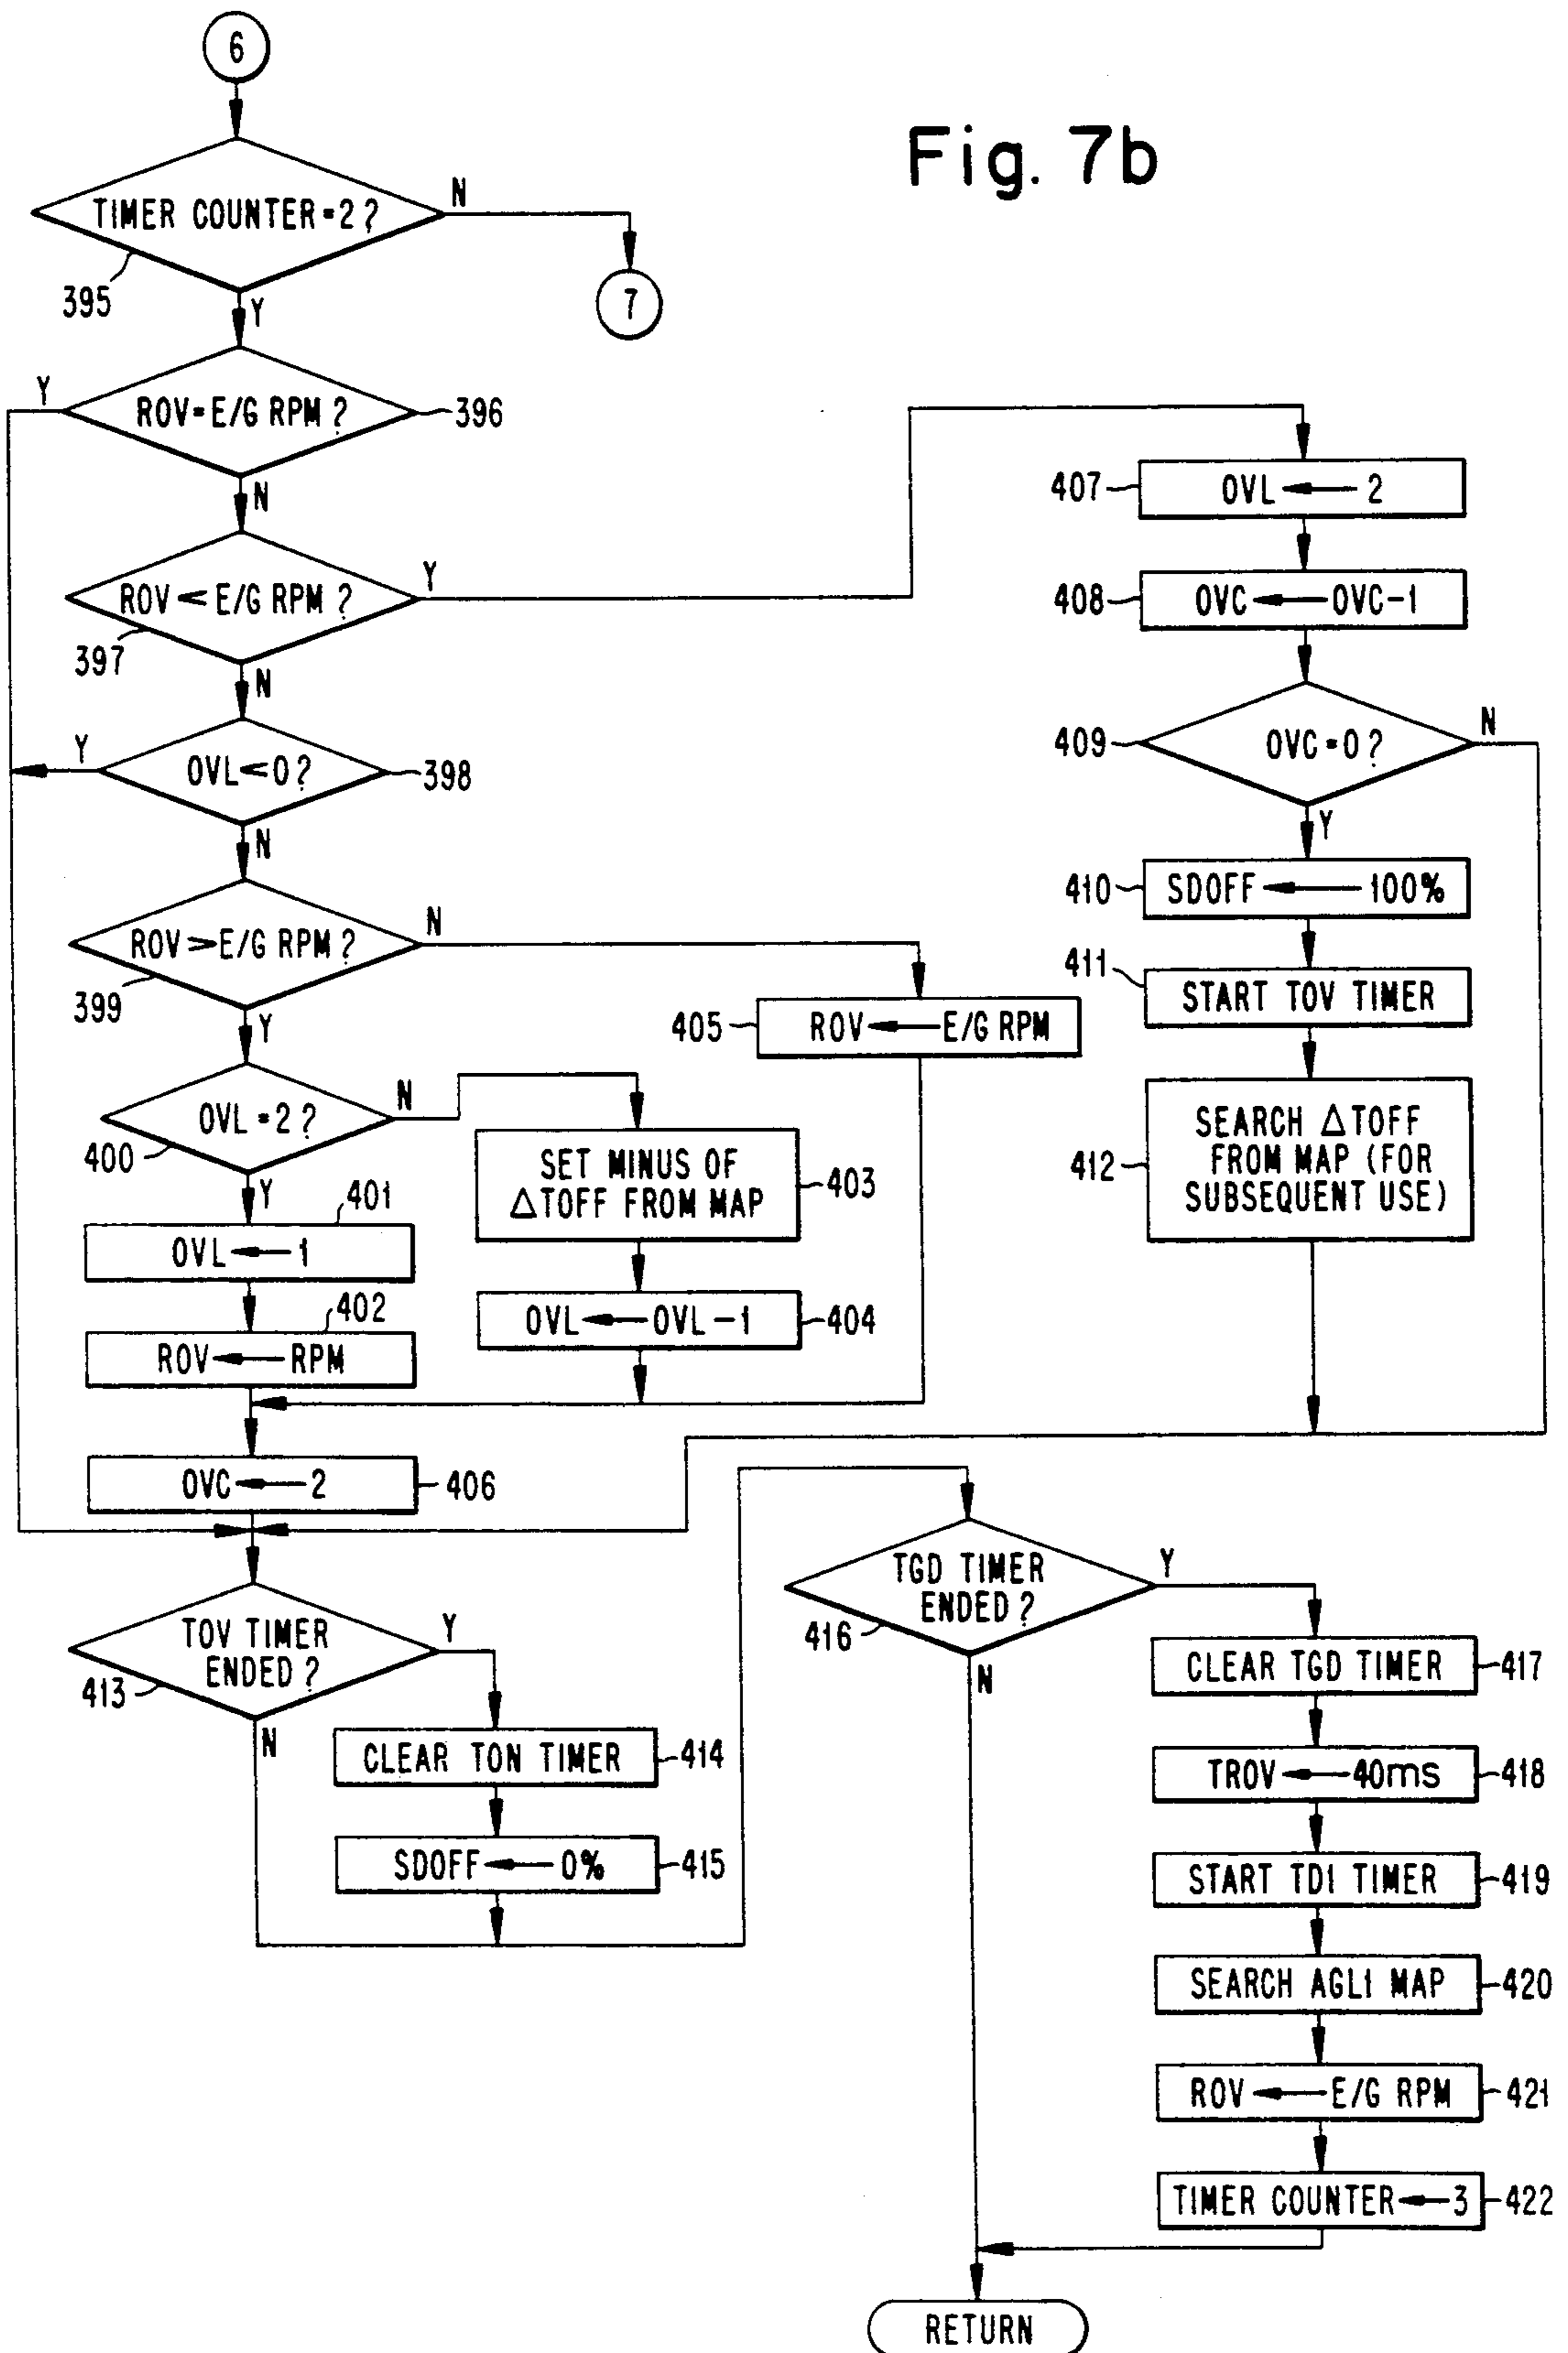 6
Fig. 7b
TIMER COUNTER=2?
N
395
Y
7
Y
ROV=E/G RPM?
396
N
ROV<E/G RPM?
Y
397
N
Y
OVL≤0?
398
N
ROV>E/G RPM?
N
399
Y
405
ROV←E/G RPM
OVL=2?
N
400
Y
SET MINUS OF
△TOFF FROM MAP
403
401
OVL←1
402
ROV←RPM
OVL←OVL-1
404
OVC←2
406
407
OVL←2
408
OVC←OVC-1
409
OVC=0?
N
Y
410
SDOFF←100%
411
START TOV TIMER
412
SEARCH △TOFF
FROM MAP (FOR
SUBSEQUENT USE)
TOV TIMER
ENDED?
Y
413
N
CLEAR TON TIMER
414
SDOFF←0%
415
TGD TIMER
ENDED?
Y
416
N
CLEAR TGD TIMER
417
TROV←40ms
418
START TD1 TIMER
419
SEARCH AGL1 MAP
420
ROV←E/G RPM
421
TIMER COUNTER←3
422
RETURN